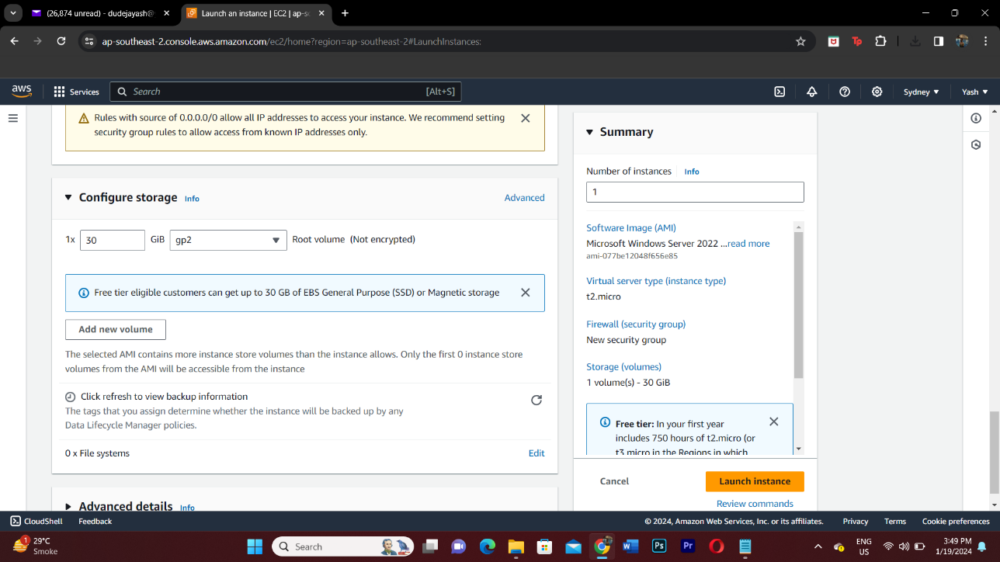 (26,874 unread) - dudejayash@
Launch an instance | EC2 | ap-so
ap-southeast-2.console.aws.amazon.com/ec2/home?region=ap-southeast-2#LaunchInstances:
Tp
aws
Services
Search
[Alt+S]
Sydney
Yash
Rules with source of 0.0.0.0/0 allow all IP addresses to access your instance. We recommend setting
security group rules to allow access from known IP addresses only.
Configure storage Info
Advanced
1x 30 GiB gp2 Root volume (Not encrypted)
Free tier eligible customers can get up to 30 GB of EBS General Purpose (SSD) or Magnetic storage
Add new volume
The selected AMI contains more instance store volumes than the instance allows. Only the first 0 instance store
volumes from the AMI will be accessible from the instance
Click refresh to view backup information
The tags that you assign determine whether the instance will be backed up by any
Data Lifecycle Manager policies.
0 x File systems
Edit
Advanced details Info
Summary
Number of instances Info
1
Software Image (AMI)
Microsoft Windows Server 2022 ...read more
ami-077be12048f656e85
Virtual server type (instance type)
t2.micro
Firewall (security group)
New security group
Storage (volumes)
1 volume(s) - 30 GiB
Free tier: In your first year
includes 750 hours of t2.micro (or
t3.micro in the Regions in which
Cancel
Launch instance
Review commands
CloudShell
Feedback
© 2024, Amazon Web Services, Inc. or its affiliates.
Privacy
Terms
Cookie preferences
1
29°C
Smoke
Search
W
Ps
Pr
ENG
US
3:49 PM
1/19/2024